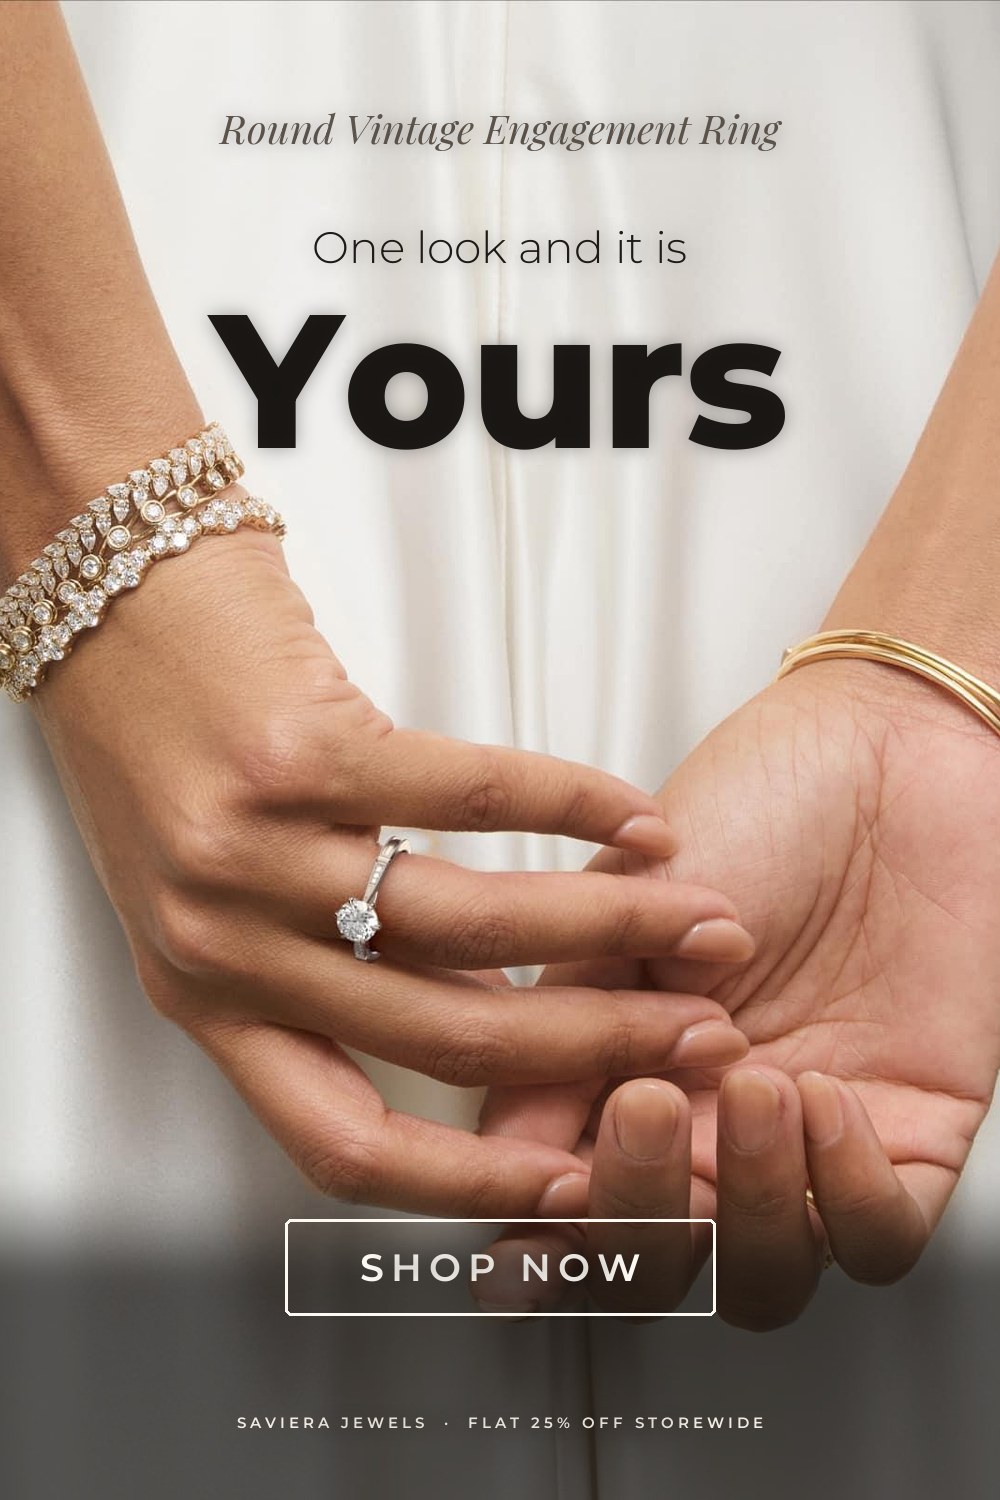 Round Vintage Engagement Ring
One look and it is
Yours
SHOP NOW
SAVIERA JEWELS · FLAT 25% OFF STOREWIDE